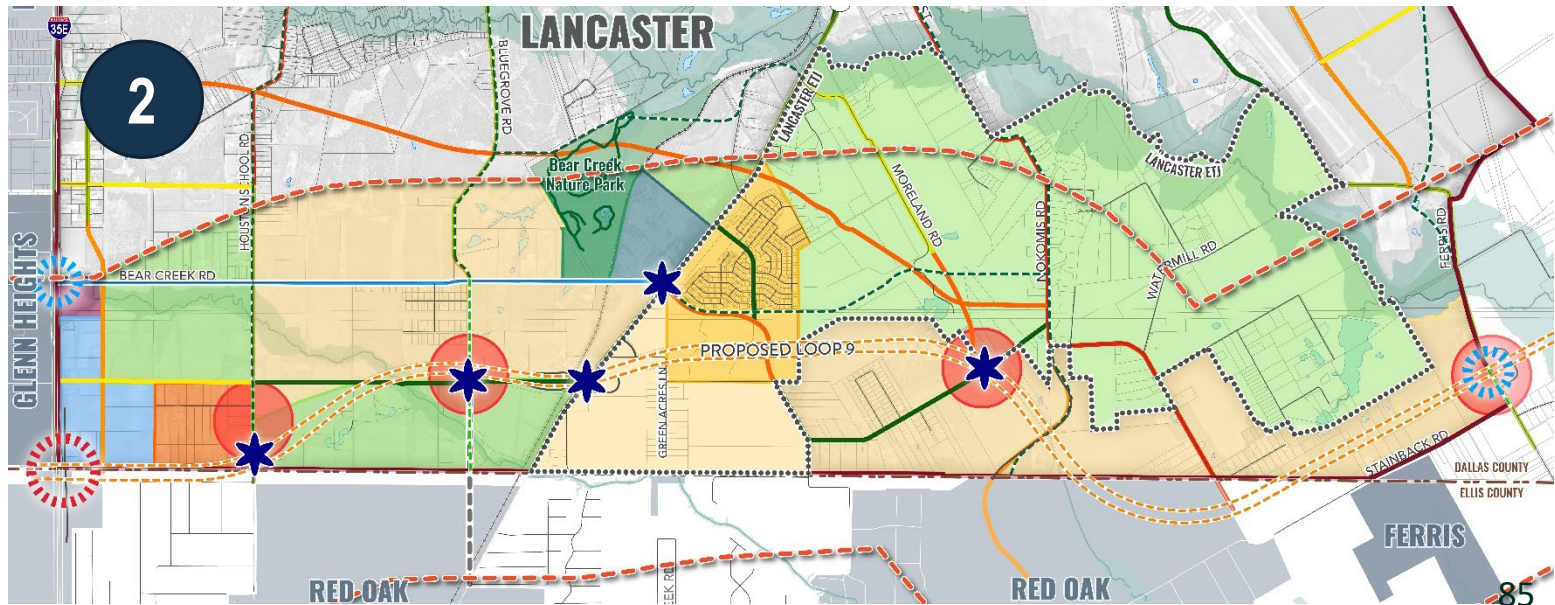 35E
2
LANCASTER
BLUEGROVE RD
HOUSTON SCHOOL RD
Bear Creek
Nature Park
LANCASTER ETJ
LANCASTER ETJ
MORELAND RD
NOKOMIS RD
WATERMILL RD
FERRIS RD
GLENN HEIGHTS
BEAR CREEK RD
PROPOSED LOOP 9
GREEN ACRES LN
STAINBACK RD
DALLAS COUNTY
ELLIS COUNTY
FERRIS
RED OAK
RED OAK
85